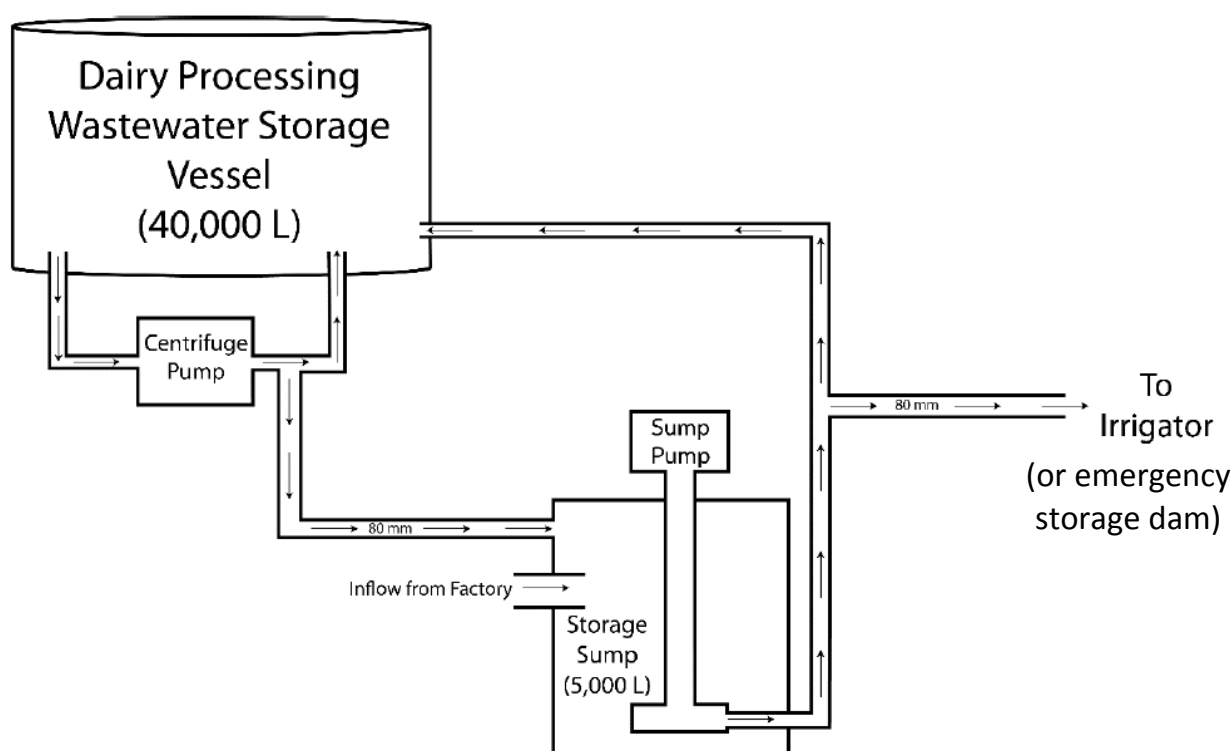 Dairy Processing
Wastewater Storage
Vessel
(40,000 L)
Centrifuge
Pump
80 mm
Inflow from Factory
Storage
Sump
(5,000 L)
Sump
Pump
80 mm
To
Irrigator
(or emergency
storage dam)